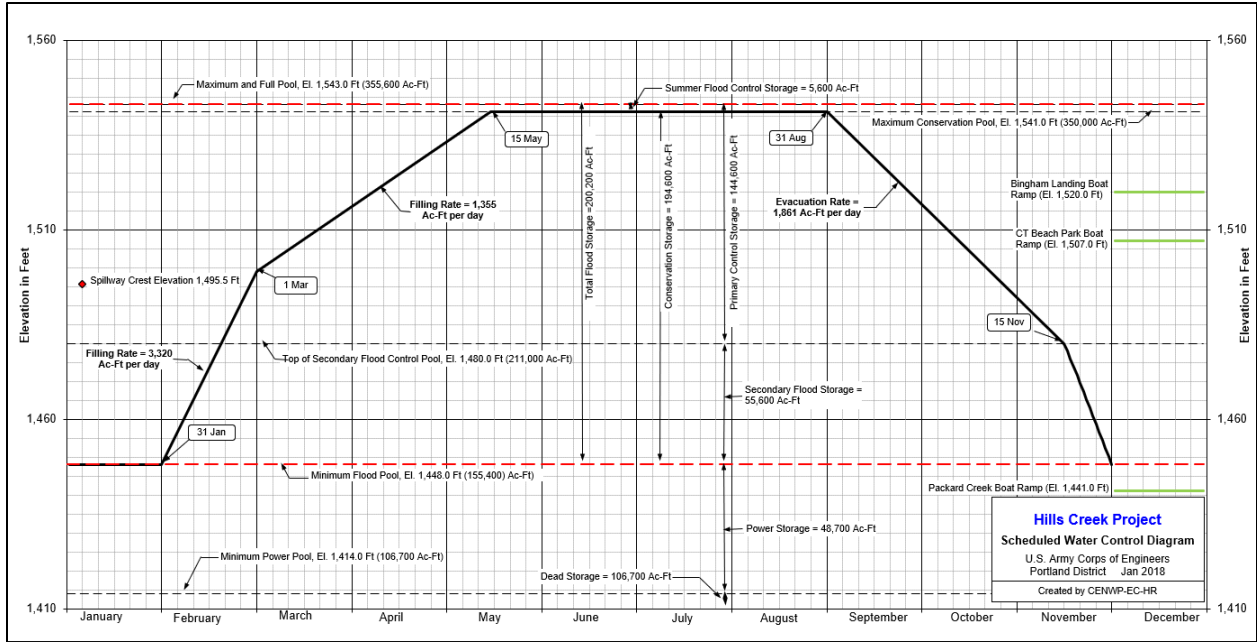 1,560
1,560
Maximum and Full Pool, El. 1,543.0 Ft (355,600 Ac-Ft)
Summer Flood Control Storage = 5,600 Ac-Ft
Maximum Conservation Pool, El. 1,541.0 Ft (350,000 Ac-Ft)
15 May
31 Aug
Total Flood Storage =200,200 Ac-Ft
Conservation Storage = 194,600 Ac-Ft
Primary Control Storage = 144,600 Ac-Ft
Filling Rate = 1,355
Ac-Ft per day
Evacuation Rate =
1,861 Ac-Ft per day
Bingham Landing Boat
Ramp (El. 1,520.0 Ft)
1,510
1,510
CT Beach Park Boat
Ramp (El. 1,507.0 Ft)
Elevation in Feet
Elevation in Feet
Spillway Crest Elevation 1,495.5 Ft
1 Mar
15 Nov
Filling Rate = 3,320
Ac-Ft per day
Top of Secondary Flood Control Pool, El. 1,480.0 Ft (211,000 Ac-Ft)
Secondary Flood Storage =
55,600 Ac-Ft
1,460
1,460
31 Jan
Minimum Flood Pool, El. 1,448.0 Ft (155,400) Ac-Ft)
Packard Creek Boat Ramp (El. 1,441.0 Ft)
Power Storage = 48,700 Ac-Ft
Minimum Power Pool, El. 1,414.0 Ft (106,700 Ac-Ft)
Dead Storage = 106,700 Ac-Ft
Hills Creek Project
Scheduled Water Control Diagram
U.S. Army Corps of Engineers
Portland District Jan 2018
Created by CENWP-EC-HR
1,410
1,410
January February March April May June July August September October November December